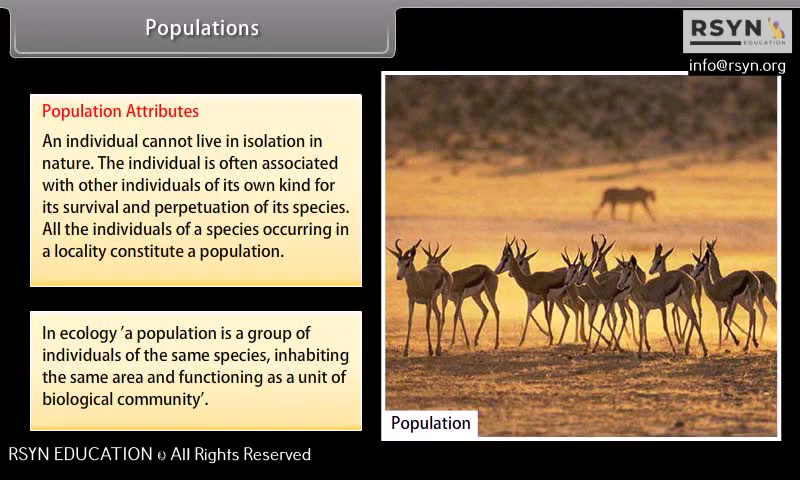 Populations
RSYN
EDUCATION
info@rsyn.org
Population Attributes
An individual cannot live in isolation in
nature. The individual is often associated
with other individuals of its own kind for
its survival and perpetuation of its species.
All the individuals of a species occurring in
a locality constitute a population.
In ecology 'a population is a group of
individuals of the same species, inhabiting
the same area and functioning as a unit of
biological community'.
Population
RSYN EDUCATION © All Rights Reserved